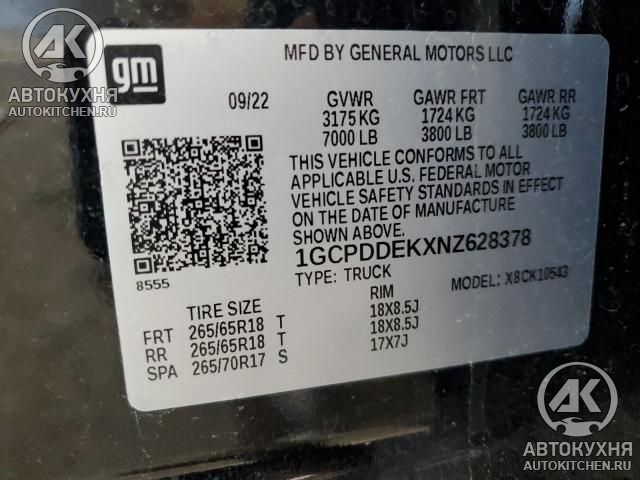 gm
MFD BY GENERAL MOTORS LLC
09/22
GVWR GAWR FRT GAWR RR
3175 KG 1724 KG 1724 KG
7000 LB 3800 LB 3800 LB
THIS VEHICLE CONFORMS TO ALL
APPLICABLE U.S. FEDERAL MOTOR
VEHICLE SAFETY STANDARDS IN EFFECT
ON THE DATE OF MANUFACTURE
SHOWN ABOVE.
1GCPDDEKXNZ628378
TYPE: TRUCK MODEL: X8CK10543
8555
TIRE SIZE RIM
FRT 265/65R18 T 18X8.5J
RR 265/65R18 T 18X8.5J
SPA 265/70R17 S 17X7J
АК
АВТОКУХНЯ
AUTOKITCHEN.RU
АК
АВТОКУХНЯ
AUTOKITCHEN.RU